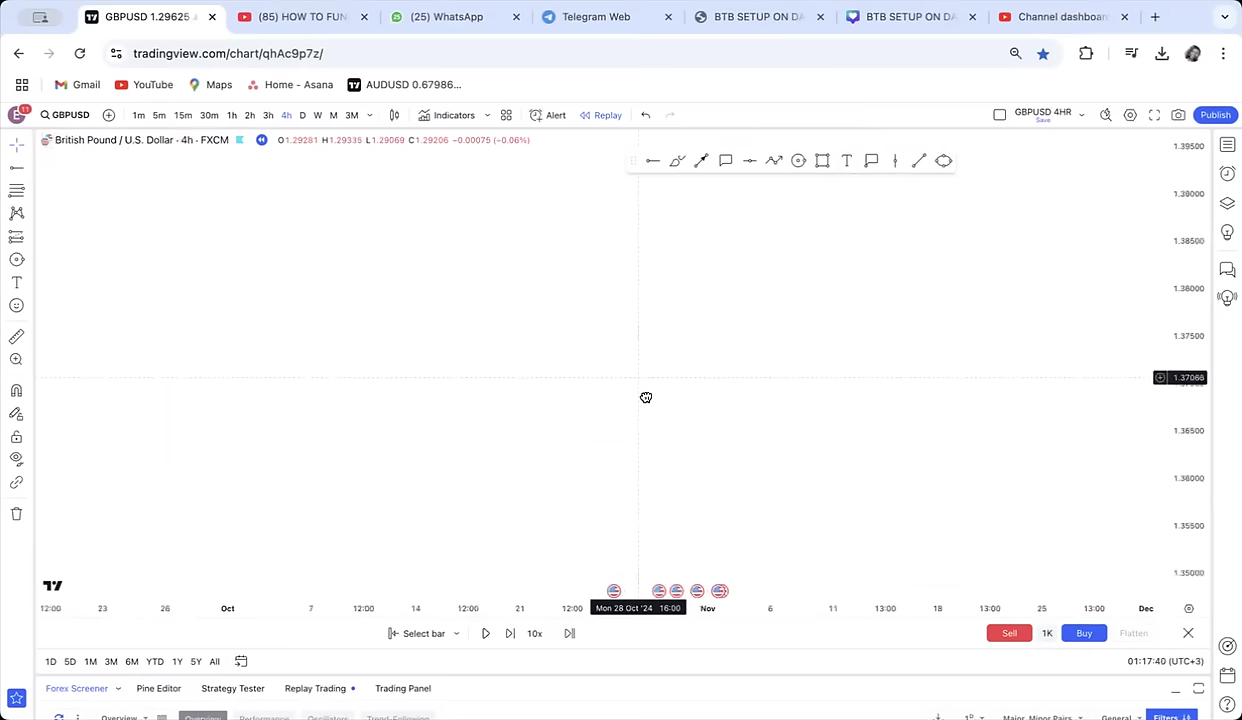 GBPUSD 1.29625
(85) HOW TO FUN
(25) WhatsApp
Telegram Web
BTB SETUP ON DA
BTB SETUP ON DA
Channel dashboard
tradingview.com/chart/qhAc9p7z/
Gmail
YouTube
Maps
Home - Asana
AUDUSD 0.67986...
E 11
GBPUSD
1m 5m 15m 30m 1h 2h 3h 4h D W M 3M
Indicators
Alert
Replay
GBPUSD 4HR
Save
Publish
British Pound / U.S. Dollar · 4h · FXCM
O1.29281 H1.29335 L1.29069 C1.29206 −0.00075 (−0.06%)
1.39500
1.39000
1.38500
1.38000
1.37500
1.37066
1.36500
1.36000
1.35500
1.35000
12:00 23 26 Oct 7 12:00 14 12:00 21 12:00 Mon 28 Oct '24 16:00 Nov 6 11 13:00 18 13:00 25 13:00 Dec
Select bar
10x
Sell
1K
Buy
Flatten
1D 5D 1M 3M 6M YTD 1Y 5Y All
01:17:40 (UTC+3)
Forex Screener
Pine Editor
Strategy Tester
Replay Trading
Trading Panel
Overview
Overview
Performance
Oscillators
Trend-Following
Major, Minor Pairs
General
Filters